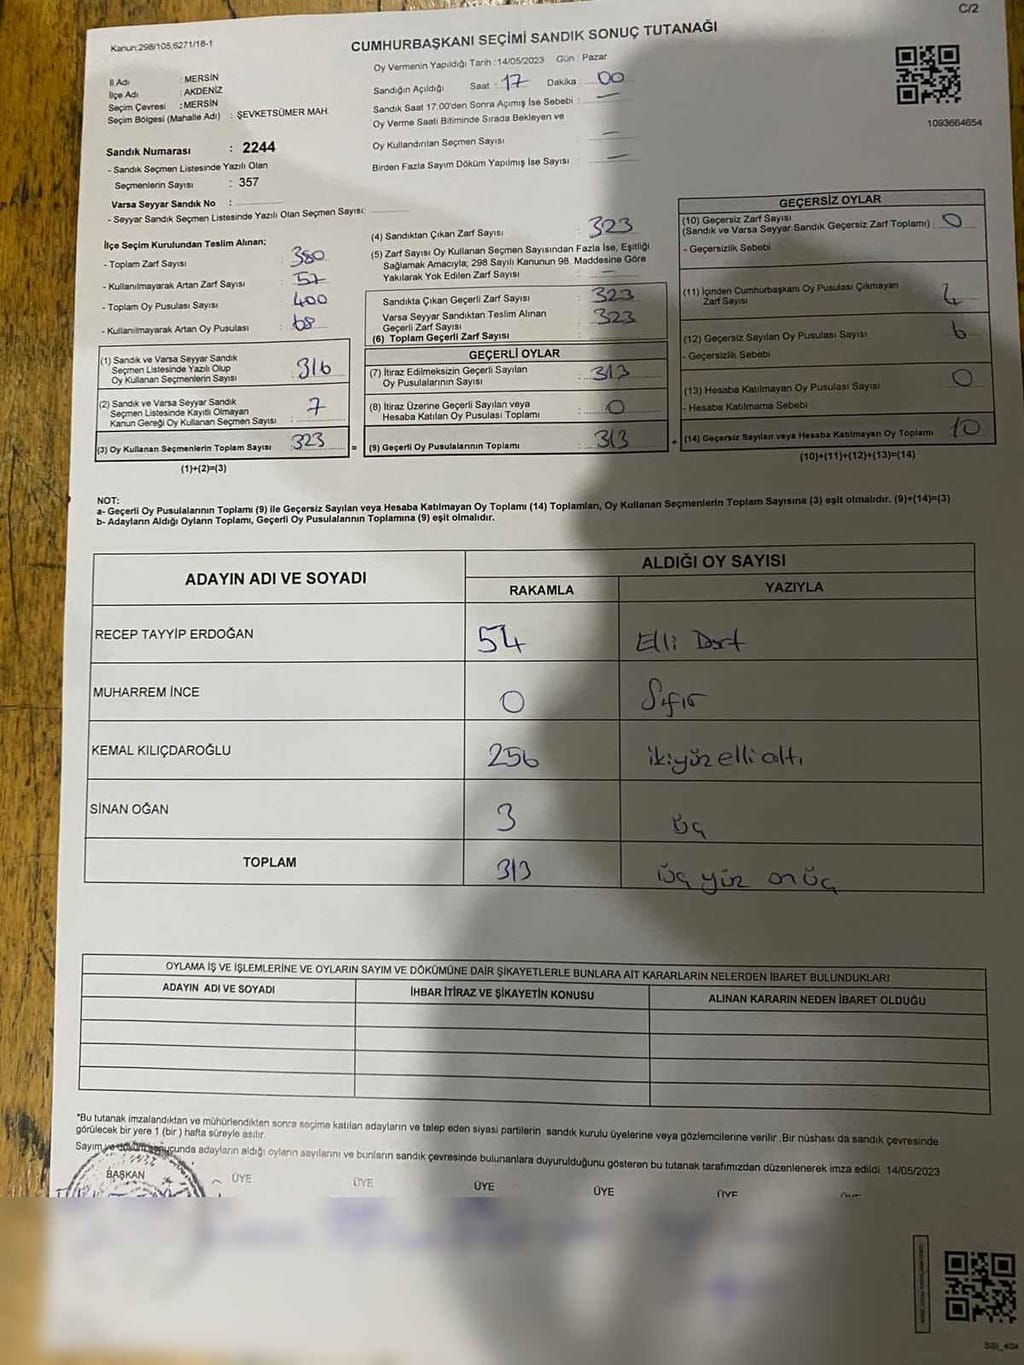 C/2
Kanun:298/105,6271/18-1
CUMHURBAŞKANI SEÇİMİ SANDIK SONUÇ TUTANAĞI
İl Adı : MERSİN
İlçe Adı : AKDENİZ
Seçim Çevresi : MERSİN
Seçim Bölgesi (Mahalle Adı) : ŞEVKETSÜMER MAH.
Sandık Numarası : 2244
- Sandık Seçmen Listesinde Yazılı Olan
Seçmenlerin Sayısı : 357
Varsa Seyyar Sandık No :
- Seyyar Sandık Seçmen Listesinde Yazılı Olan Seçmen Sayısı:
Oy Vermenin Yapıldığı Tarih :14/05/2023 Gün : Pazar
Sandığın Açıldığı Saat : 17 Dakika : 00
Sandık Saat 17.00'den Sonra Açımış İse Sebebi : —
Oy Verme Saati Bitiminde Sırada Bekleyen ve
Oy Kullandırılan Seçmen Sayısı : —
Birden Fazla Sayım Döküm Yapılmış İse Sayısı : —
1093664654
İlçe Seçim Kurulundan Teslim Alınan;
- Toplam Zarf Sayısı : 380
- Kullanılmayarak Artan Zarf Sayısı : 57
- Toplam Oy Pusulası Sayısı : 400
- Kullanılmayarak Artan Oy Pusulası : 68
(1) Sandık ve Varsa Seyyar Sandık
Seçmen Listesinde Yazılı Olup
Oy Kullanan Seçmenlerin Sayısı : 316
(2) Sandık ve Varsa Seyyar Sandık
Seçmen Listesinde Kayıtlı Olmayan
Kanun Gereği Oy Kullanan Seçmen Sayısı : 7
(3) Oy Kullanan Seçmenlerin Toplam Sayısı : 323
(1)+(2)=(3)
(4) Sandıktan Çıkan Zarf Sayısı : 323
(5) Zarf Sayısı Oy Kullanan Seçmen Sayısından Fazla İse, Eşitliği
Sağlamak Amacıyla; 298 Sayılı Kanunun 98. Maddesine Göre
Yakılarak Yok Edilen Zarf Sayısı : —
Sandıkta Çıkan Geçerli Zarf Sayısı : 323
Varsa Seyyar Sandıktan Teslim Alınan
Geçerli Zarf Sayısı : 323
(6) Toplam Geçerli Zarf Sayısı :
GEÇERLİ OYLAR
(7) İtiraz Edilmeksizin Geçerli Sayılan
Oy Pusulalarının Sayısı : 313
(8) İtiraz Üzerine Geçerli Sayılan veya
Hesaba Katılan Oy Pusulası Toplamı : 0
= (9) Geçerli Oy Pusulalarının Toplamı : 313
GEÇERSİZ OYLAR
(10) Geçersiz Zarf Sayısı
(Sandık ve Varsa Seyyar Sandık Geçersiz Zarf Toplamı) : 0
- Geçersizlik Sebebi
(11) İçinden Cumhurbaşkanı Oy Pusulası Çıkmayan
Zarf Sayısı 4
(12) Geçersiz Sayılan Oy Pusulası Sayısı : 6
- Geçersizlik Sebebi
(13) Hesaba Katılmayan Oy Pusulası Sayısı : 0
- Hesaba Katılmama Sebebi :
+ (14) Geçersiz Sayılan veya Hesaba Katılmayan Oy Toplamı : 10
(10)+(11)+(12)+(13)=(14)
NOT:
a- Geçerli Oy Pusulalarının Toplamı (9) ile Geçersiz Sayılan veya Hesaba Katılmayan Oy Toplamı (14) Toplamları, Oy Kullanan Seçmenlerin Toplam Sayısına (3) eşit olmalıdır. (9)+(14)=(3)
b- Adayların Aldığı Oyların Toplamı, Geçerli Oy Pusulalarının Toplamına (9) eşit olmalıdır.
ADAYIN ADI VE SOYADI ALDIĞI OY SAYISI
RAKAMLA YAZIYLA
RECEP TAYYİP ERDOĞAN 54 Elli Dört
MUHARREM İNCE 0 Sıfır
KEMAL KILIÇDAROĞLU 256 ikiyüz elli altı
SİNAN OĞAN 3 üç
TOPLAM 313 üç yüz onüç
OYLAMA İŞ VE İŞLEMLERİNE VE OYLARIN SAYIM VE DÖKÜMÜNE DAİR ŞİKAYETLERLE BUNLARA AİT KARARLARIN NELERDEN İBARET BULUNDUKLARI
ADAYIN ADI VE SOYADI İHBAR İTİRAZ VE ŞİKAYETİN KONUSU ALINAN KARARIN NEDEN İBARET OLDUĞU
*Bu tutanak imzalandıktan ve mühürlendikten sonra seçime katılan adayların ve talep eden siyasi partilerin sandık kurulu üyelerine veya gözlemcilerine verilir .Bir nüshası da sandık çevresinde
görülecek bir yere 1 (bir ) hafta süreyle asılır.
Sayım ve adayların aldığı oyların sayılarını ve bunların sandık çevresinde bulunanlara duyurulduğunu gösteren bu tutanak tarafımızdan düzenlenerek imza edildi. 14/05/2023
BAŞKAN ÜYE ÜYE ÜYE ÜYE ÜYE